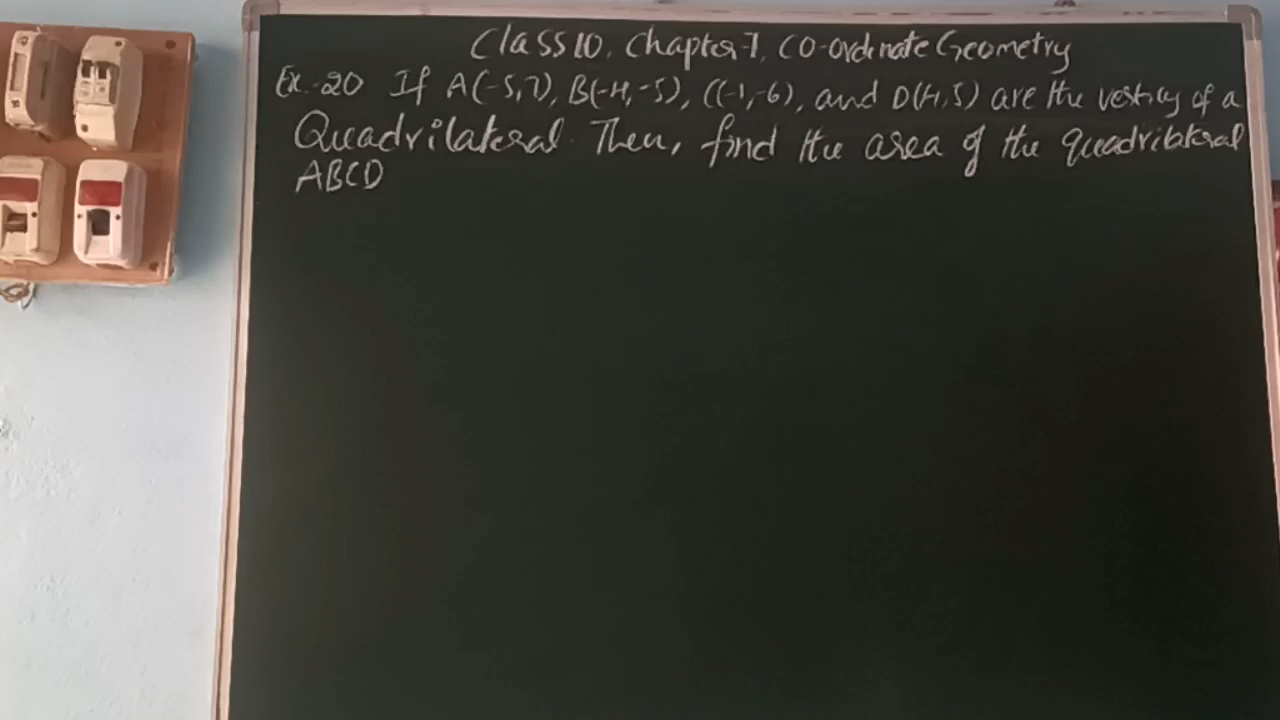 Class 10, Chapter-7, CO-ordinate Geometry
Ex.-20 If A(-5,7), B(-4,-5), C(-1,-6), and D(4,5) are the vertices of a
Quadrilateral. Then, find the area of the quadrilateral
ABCD